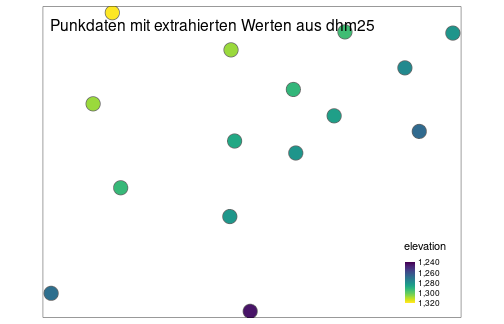 Punkdaten mit extrahierten Werten aus dhm25
elevation
1,240
1,260
1,280
1,300
1,320